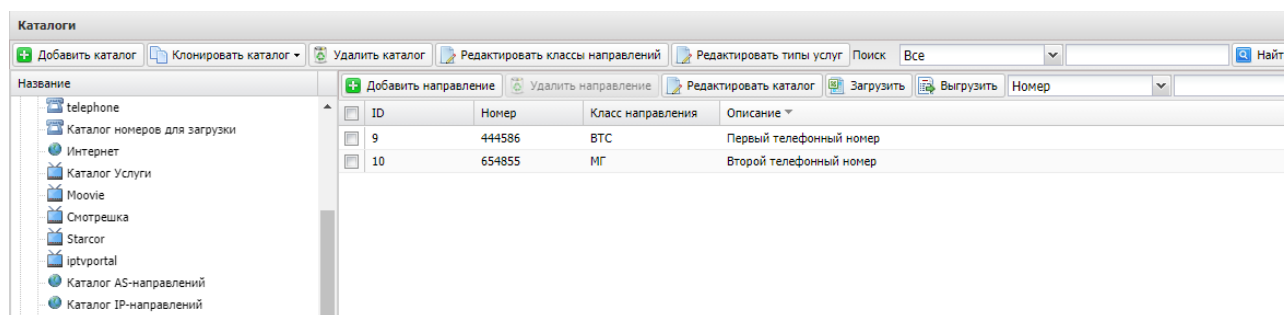 Каталоги
Добавить каталог Клонировать каталог Удалить каталог Редактировать классы направлений Редактировать типы услуг Поиск Все Найт
Название
telephone
Каталог номеров для загрузки
Интернет
Каталог Услуги
Moovie
Смотрешка
Starcor
iptvportal
Каталог AS-направлений
Каталог IP-направлений
Добавить направление Удалить направление Редактировать каталог Загрузить Выгрузить Номер
ID Номер Класс направления Описание
9 444586 ВТС Первый телефонный номер
10 654855 МГ Второй телефонный номер